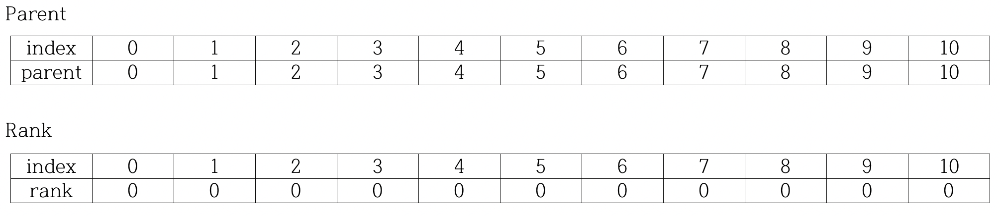 Parent
index 0 1 2 3 4 5 6 7 8 9 10
parent 0 1 2 3 4 5 6 7 8 9 10
Rank
index 0 1 2 3 4 5 6 7 8 9 10
rank 0 0 0 0 0 0 0 0 0 0 0